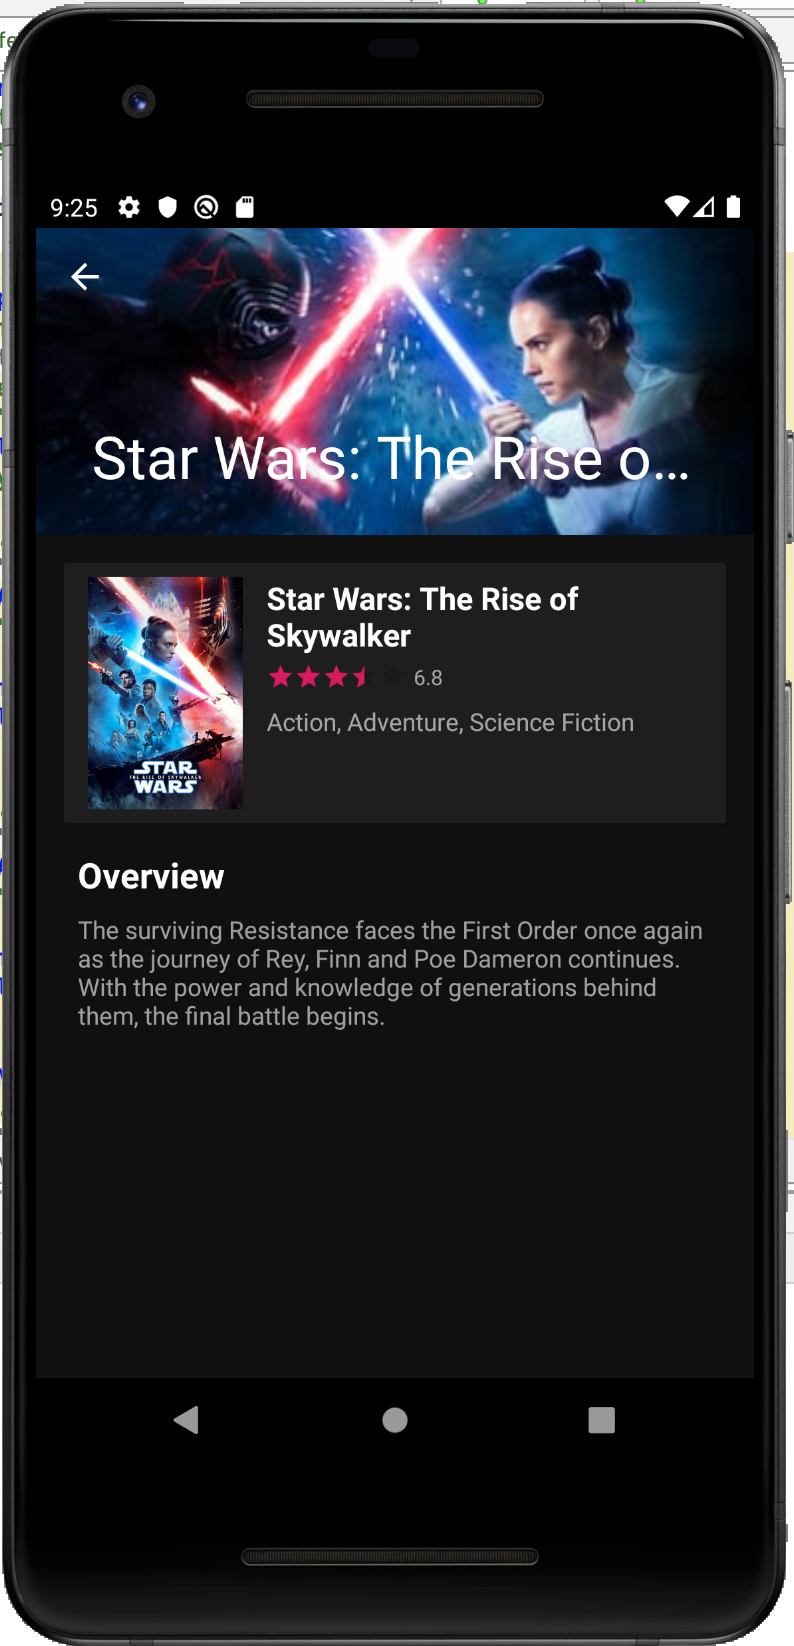 9:25
Star Wars: The Rise o...
Star Wars: The Rise of
Skywalker
6.8
Action, Adventure, Science Fiction
STAR
THE RISE OF SKYWALKER
WARS
Overview
The surviving Resistance faces the First Order once again
as the journey of Rey, Finn and Poe Dameron continues.
With the power and knowledge of generations behind
them, the final battle begins.